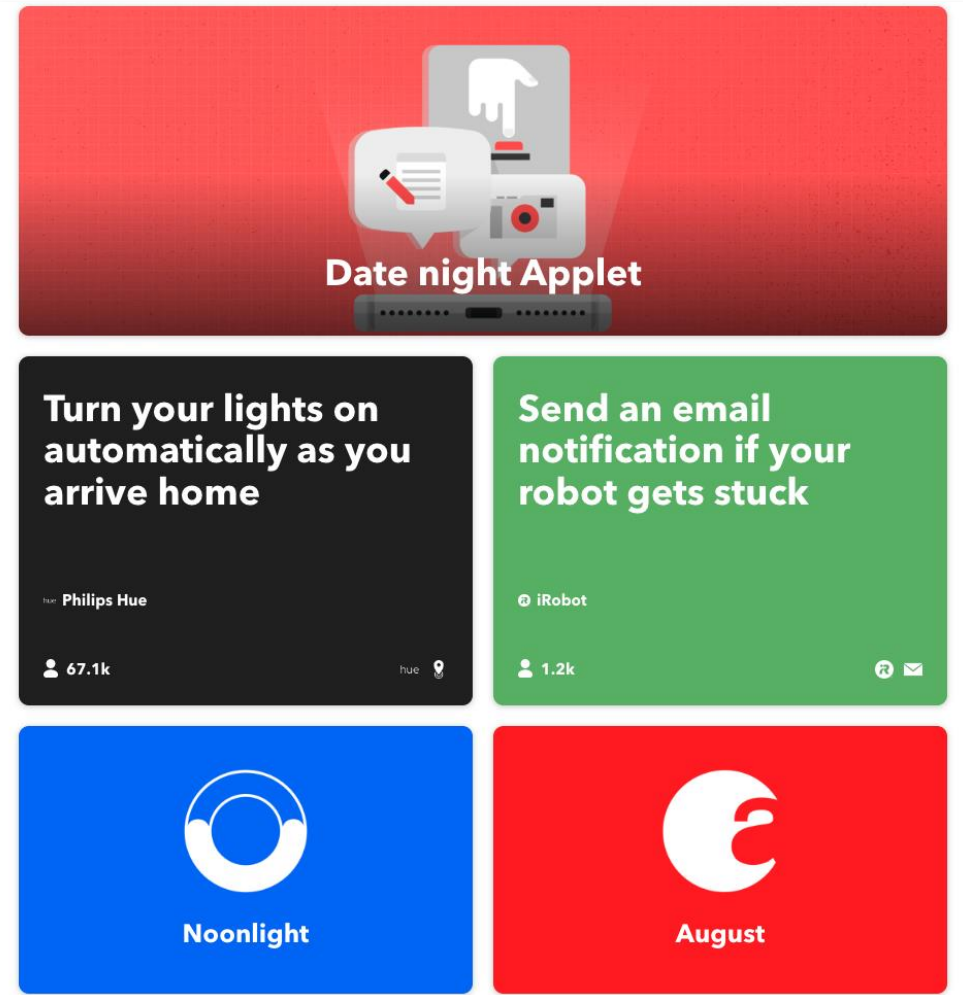 Date night Applet
Turn your lights on
automatically as you
arrive home
hue Philips Hue
67.1k
hue
Send an email
notification if your
robot gets stuck
iRobot
1.2k
Noonlight
August